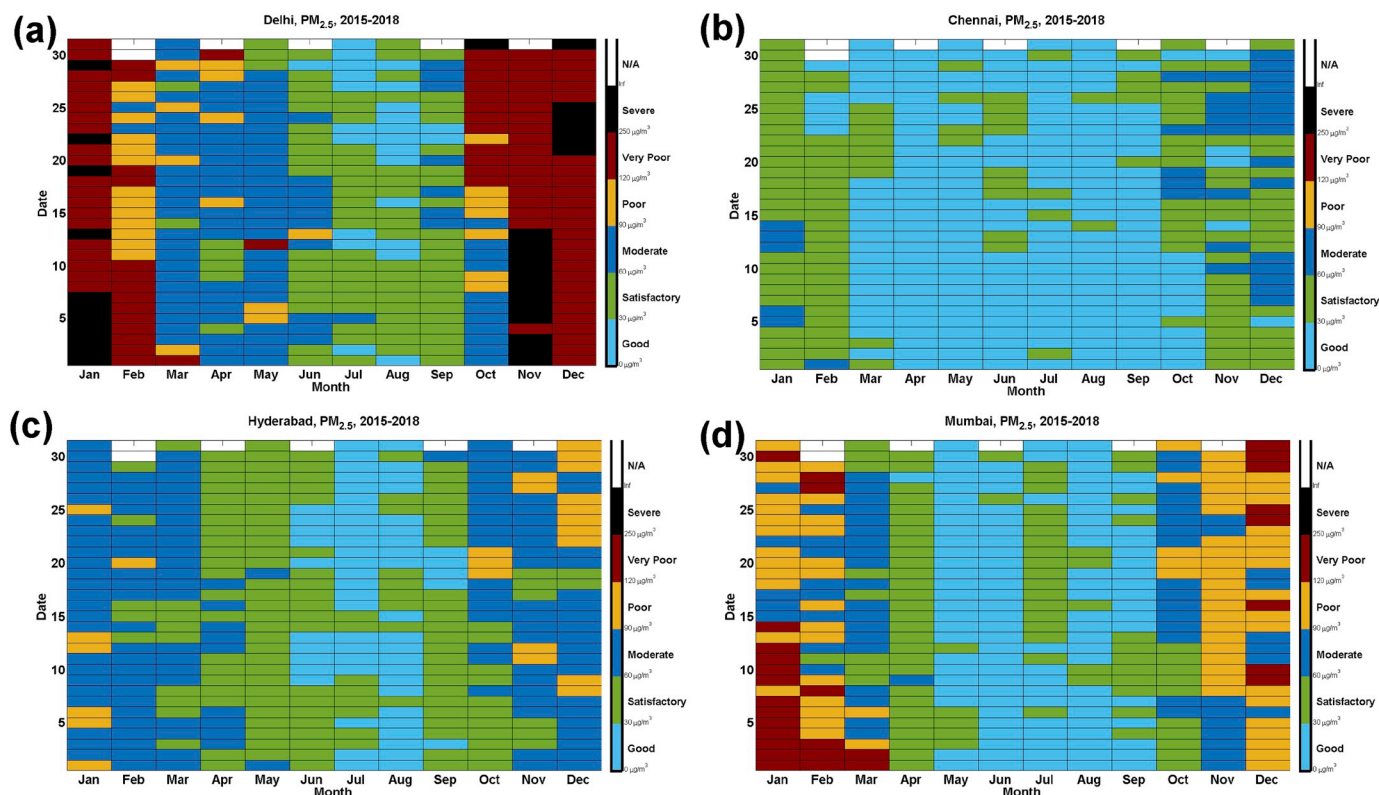 (a)
Delhi, PM2.5, 2015-2018
30
25
20
15
10
5
Date
Jan Feb Mar Apr May Jun Jul Aug Sep Oct Nov Dec
Month
N/A
Inf
Severe
250 µg/m³
Very Poor
120 µg/m³
Poor
90 µg/m³
Moderate
60 µg/m³
Satisfactory
30 µg/m³
Good
0 µg/m³
(b)
Chennai, PM2.5, 2015-2018
30
25
20
15
10
5
Date
Jan Feb Mar Apr May Jun Jul Aug Sep Oct Nov Dec
Month
N/A
Inf
Severe
250 µg/m³
Very Poor
120 µg/m³
Poor
90 µg/m³
Moderate
60 µg/m³
Satisfactory
30 µg/m³
Good
0 µg/m³
(c)
Hyderabad, PM2.5, 2015-2018
30
25
20
15
10
5
Date
Jan Feb Mar Apr May Jun Jul Aug Sep Oct Nov Dec
Month
N/A
Inf
Severe
250 µg/m³
Very Poor
120 µg/m³
Poor
90 µg/m³
Moderate
60 µg/m³
Satisfactory
30 µg/m³
Good
0 µg/m³
(d)
Mumbai, PM2.5, 2015-2018
30
25
20
15
10
5
Date
Jan Feb Mar Apr May Jun Jul Aug Sep Oct Nov Dec
Month
N/A
Inf
Severe
250 µg/m³
Very Poor
120 µg/m³
Poor
90 µg/m³
Moderate
60 µg/m³
Satisfactory
30 µg/m³
Good
0 µg/m³